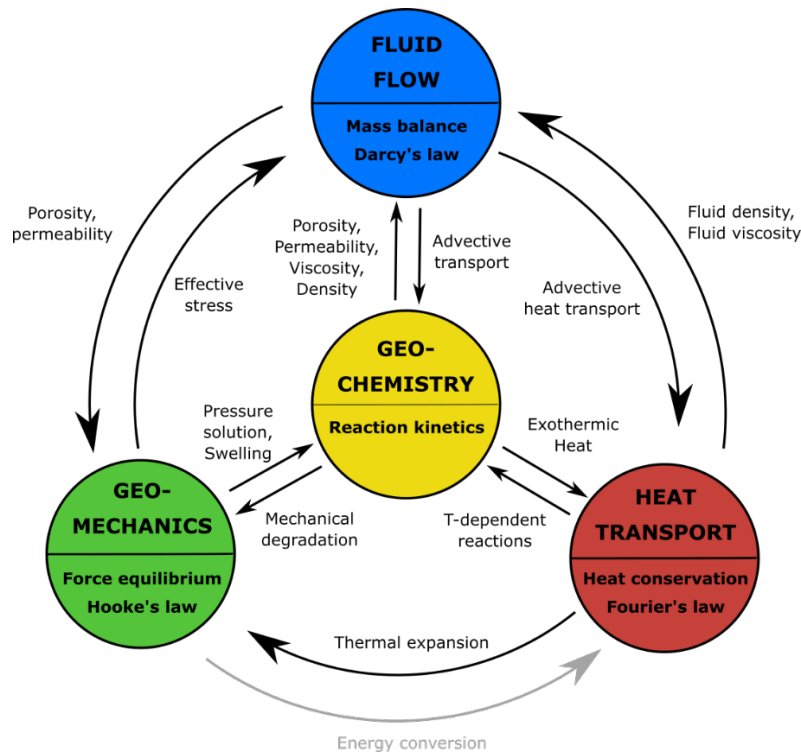 FLUID
FLOW
Mass balance
Darcy's law
Porosity,
permeability
Effective
stress
Porosity,
Permeability,
Viscosity,
Density
Advective
transport
Fluid density,
Fluid viscosity
Advective
heat transport
GEO-
CHEMISTRY
Reaction kinetics
Pressure
solution,
Swelling
Exothermic
Heat
Mechanical
degradation
T-dependent
reactions
GEO-
MECHANICS
Force equilibrium
Hooke's law
HEAT
TRANSPORT
Heat conservation
Fourier's law
Thermal expansion
Energy conversion